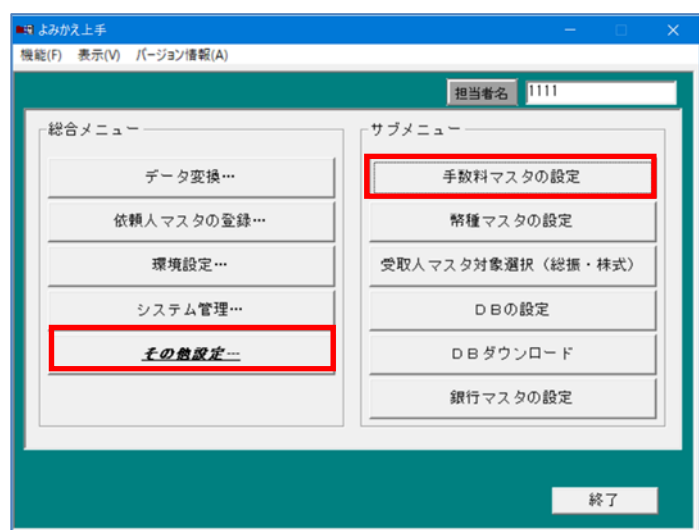 よみかえ上手
機能(F) 表示(V) バージョン情報(A)
担当者名 1111
総合メニュー
データ変換…
依頼人マスタの登録…
環境設定…
システム管理…
その他設定…
サブメニュー
手数料マスタの設定
幣種マスタの設定
受取人マスタ対象選択（総振・株式）
ＤＢの設定
ＤＢダウンロード
銀行マスタの設定
終了